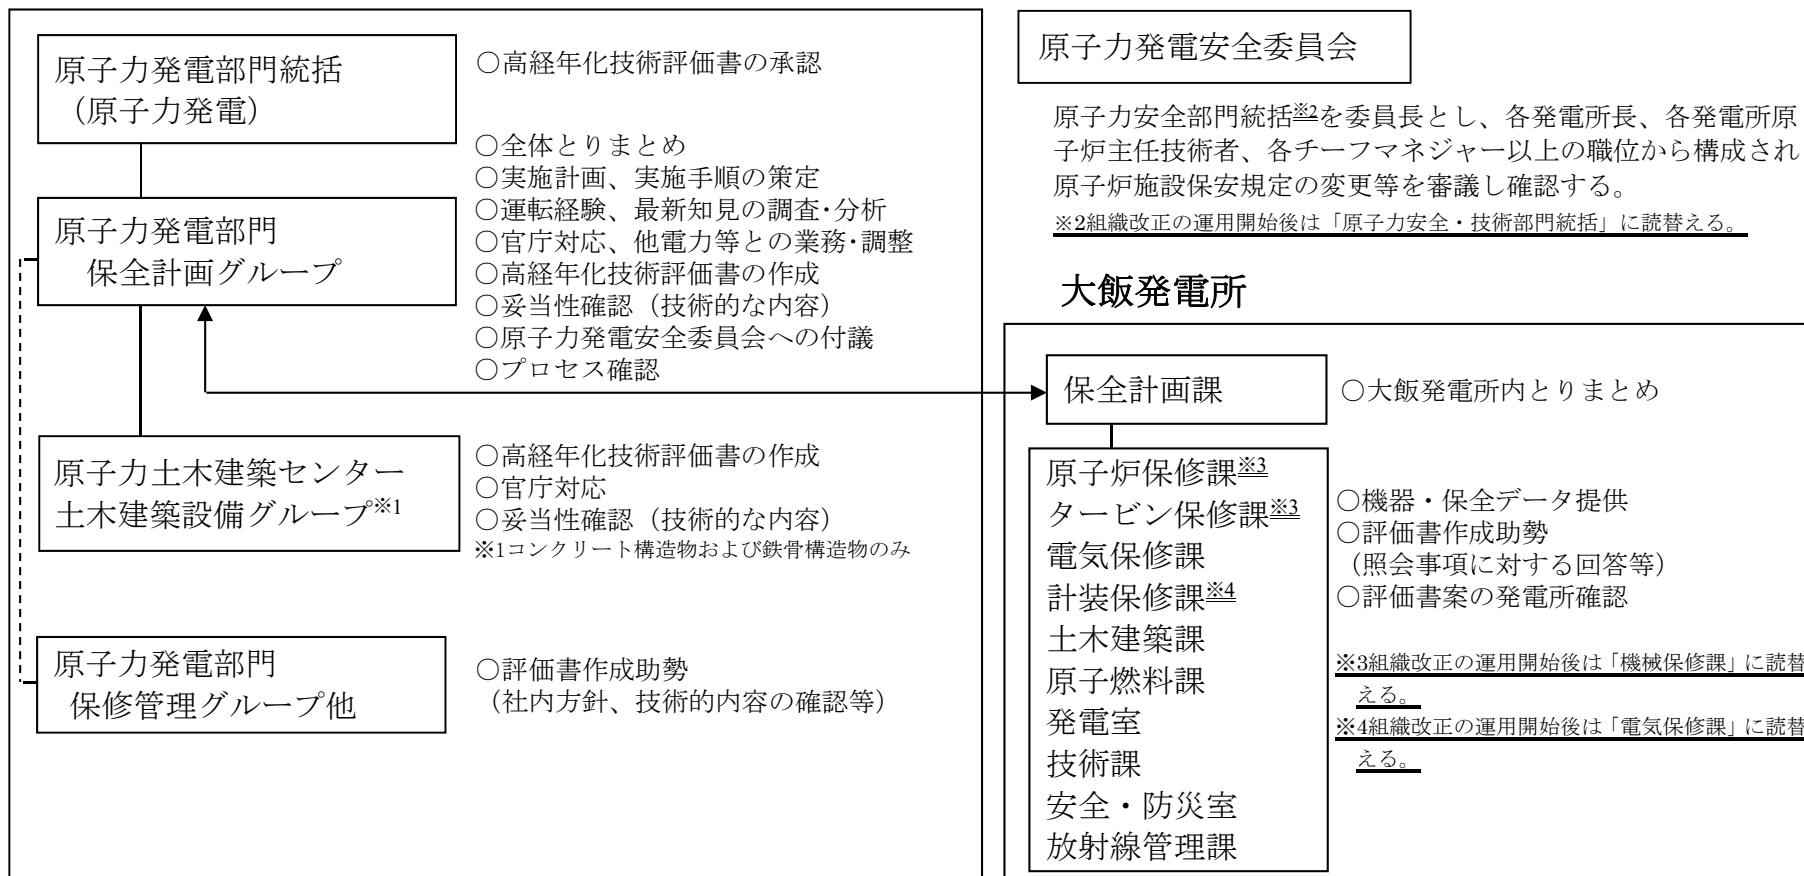 原子力発電部門統括
（原子力発電）
○高経年化技術評価書の承認
原子力発電部門
保全計画グループ
○全体とりまとめ
○実施計画、実施手順の策定
○運転経験、最新知見の調査・分析
○官庁対応、他電力等との業務・調整
○高経年化技術評価書の作成
○妥当性確認（技術的な内容）
○原子力発電安全委員会への付議
○プロセス確認
原子力土木建築センター
土木建築設備グループ※1
○高経年化技術評価書の作成
○官庁対応
○妥当性確認（技術的な内容）
※1コンクリート構造物および鉄骨構造物のみ
原子力発電部門
保修管理グループ他
○評価書作成助勢
（社内方針、技術的内容の確認等）
原子力発電安全委員会
原子力安全部門統括※2を委員長とし、各発電所長、各発電所原
子炉主任技術者、各チーフマネジャー以上の職位から構成され
原子炉施設保安規定の変更等を審議し確認する。
※2組織改正の運用開始後は「原子力安全・技術部門統括」に読替える。
大飯発電所
保全計画課
○大飯発電所内とりまとめ
原子炉保修課※3
タービン保修課※3
電気保修課
計装保修課※4
土木建築課
原子燃料課
発電室
技術課
安全・防災室
放射線管理課
○機器・保全データ提供
○評価書作成助勢
（照会事項に対する回答等）
○評価書案の発電所確認
※3組織改正の運用開始後は「機械保修課」に読替
える。
※4組織改正の運用開始後は「電気保修課」に読替
える。